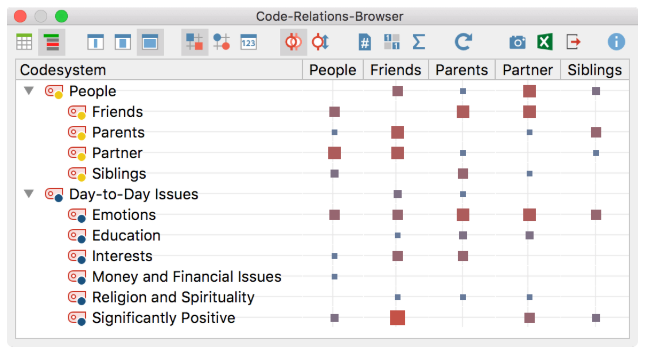 Code-Relations-Browser
123
#
Σ
Codesystem People Friends Parents Partner Siblings
People
Friends
Parents
Partner
Siblings
Day-to-Day Issues
Emotions
Education
Interests
Money and Financial Issues
Religion and Spirituality
Significantly Positive